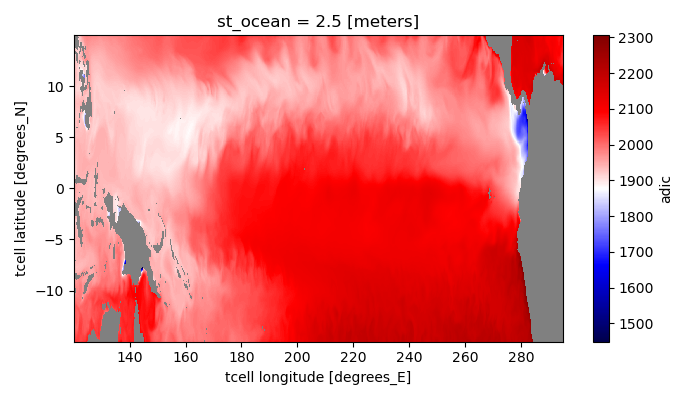 st_ocean = 2.5 [meters]
10
5
0
−5
−10
tcell latitude [degrees_N]
140 160 180 200 220 240 260 280
tcell longitude [degrees_E]
2300
2200
2100
2000
1900
1800
1700
1600
1500
adic